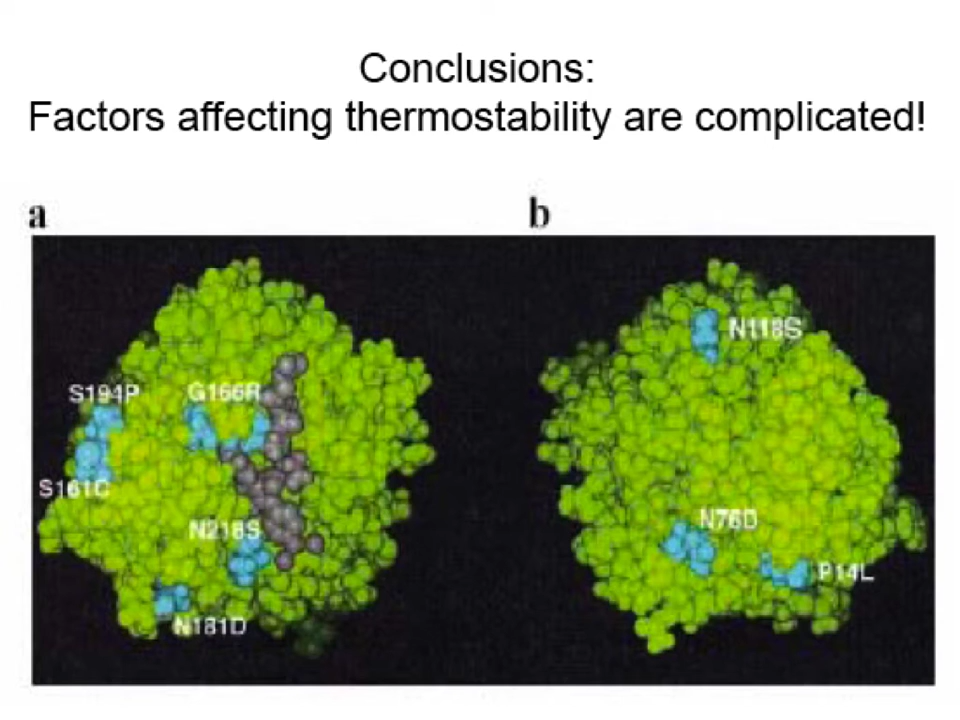 Conclusions:
Factors affecting thermostability are complicated!
a
b
S194P
G166R
S161C
N218S
N181D
N118S
N76D
P14L